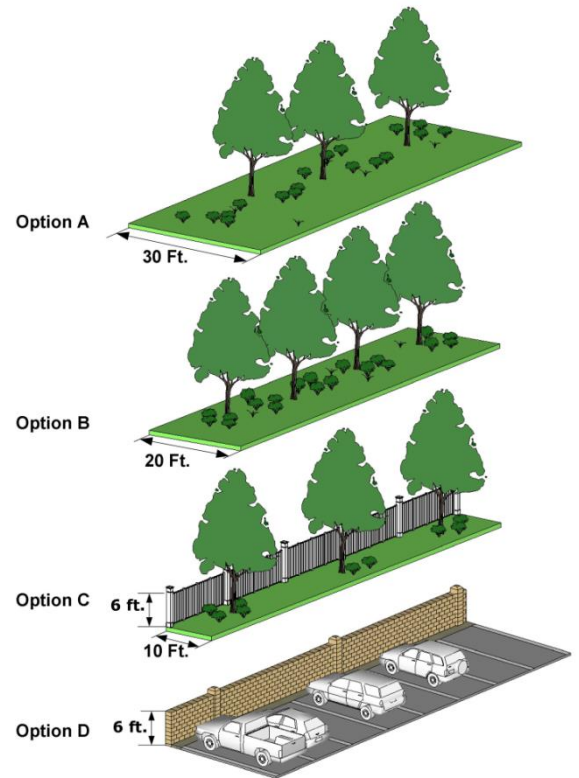 Option A
30 Ft.
Option B
20 Ft.
Option C
6 ft.
10 Ft.
Option D
6 ft.